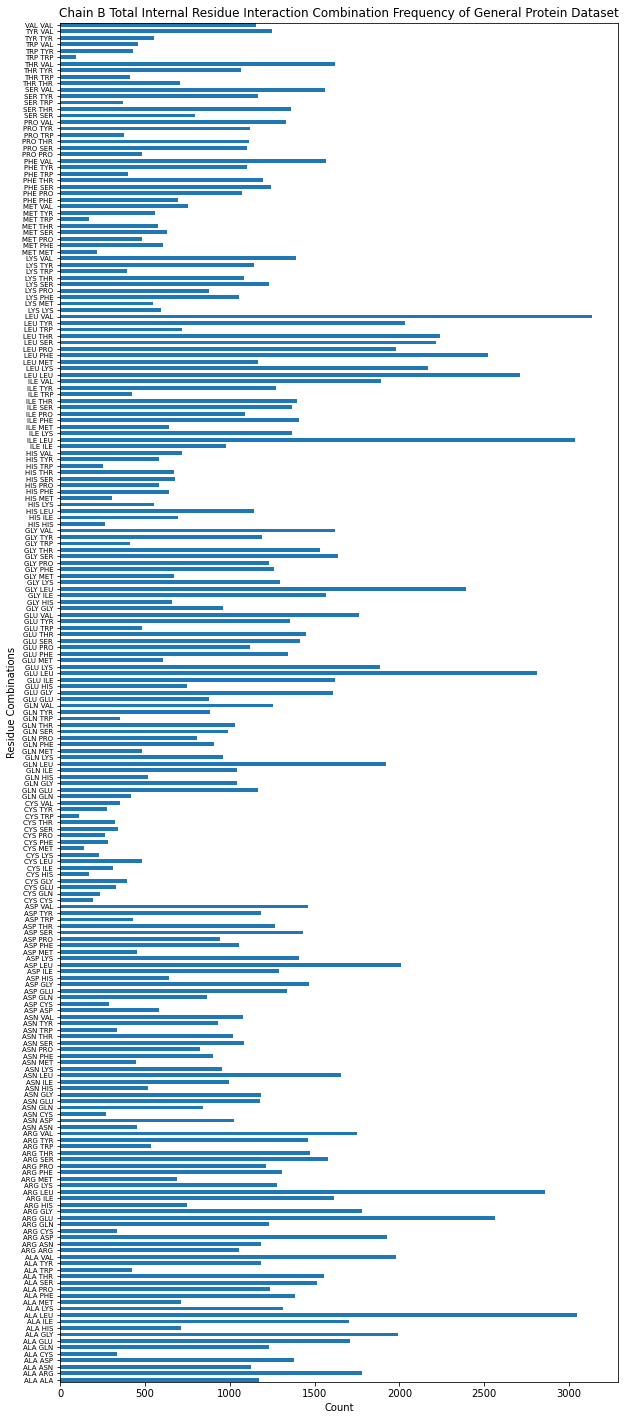 Chain B Total Internal Residue Interaction Combination Frequency of General Protein Dataset
VAL VAL
TYR VAL
TYR TYR
TRP VAL
TRP TYR
TRP TRP
THR VAL
THR TYR
THR TRP
THR THR
SER VAL
SER TYR
SER TRP
SER THR
SER SER
PRO VAL
PRO TYR
PRO TRP
PRO THR
PRO SER
PRO PRO
PHE VAL
PHE TYR
PHE TRP
PHE THR
PHE SER
PHE PRO
PHE PHE
MET VAL
MET TYR
MET TRP
MET THR
MET SER
MET PRO
MET PHE
MET MET
LYS VAL
LYS TYR
LYS TRP
LYS THR
LYS SER
LYS PRO
LYS PHE
LYS MET
LYS LYS
LEU VAL
LEU TYR
LEU TRP
LEU THR
LEU SER
LEU PRO
LEU PHE
LEU MET
LEU LYS
LEU LEU
ILE VAL
ILE TYR
ILE TRP
ILE THR
ILE SER
ILE PRO
ILE PHE
ILE MET
ILE LYS
ILE LEU
ILE ILE
HIS VAL
HIS TYR
HIS TRP
HIS THR
HIS SER
HIS PRO
HIS PHE
HIS MET
HIS LYS
HIS LEU
HIS ILE
HIS HIS
GLY VAL
GLY TYR
GLY TRP
GLY THR
GLY SER
GLY PRO
GLY PHE
GLY MET
GLY LYS
GLY LEU
GLY ILE
GLY HIS
GLY GLY
GLU VAL
GLU TYR
GLU TRP
GLU THR
GLU SER
GLU PRO
GLU PHE
GLU MET
GLU LYS
GLU LEU
GLU ILE
GLU HIS
GLU GLY
GLU GLU
GLN VAL
GLN TYR
GLN TRP
GLN THR
GLN SER
GLN PRO
GLN PHE
GLN MET
GLN LYS
GLN LEU
GLN ILE
GLN HIS
GLN GLY
GLN GLU
GLN GLN
CYS VAL
CYS TYR
CYS TRP
CYS THR
CYS SER
CYS PRO
CYS PHE
CYS MET
CYS LYS
CYS LEU
CYS ILE
CYS HIS
CYS GLY
CYS GLU
CYS GLN
CYS CYS
ASP VAL
ASP TYR
ASP TRP
ASP THR
ASP SER
ASP PRO
ASP PHE
ASP MET
ASP LYS
ASP LEU
ASP ILE
ASP HIS
ASP GLY
ASP GLU
ASP GLN
ASP CYS
ASP ASP
ASN VAL
ASN TYR
ASN TRP
ASN THR
ASN SER
ASN PRO
ASN PHE
ASN MET
ASN LYS
ASN LEU
ASN ILE
ASN HIS
ASN GLY
ASN GLU
ASN GLN
ASN CYS
ASN ASP
ASN ASN
ARG VAL
ARG TYR
ARG TRP
ARG THR
ARG SER
ARG PRO
ARG PHE
ARG MET
ARG LYS
ARG LEU
ARG ILE
ARG HIS
ARG GLY
ARG GLU
ARG GLN
ARG CYS
ARG ASP
ARG ASN
ARG ARG
ALA VAL
ALA TYR
ALA TRP
ALA THR
ALA SER
ALA PRO
ALA PHE
ALA MET
ALA LYS
ALA LEU
ALA ILE
ALA HIS
ALA GLY
ALA GLU
ALA GLN
ALA CYS
ALA ASP
ALA ASN
ALA ARG
ALA ALA
Residue Combinations
0 500 1000 1500 2000 2500 3000
Count